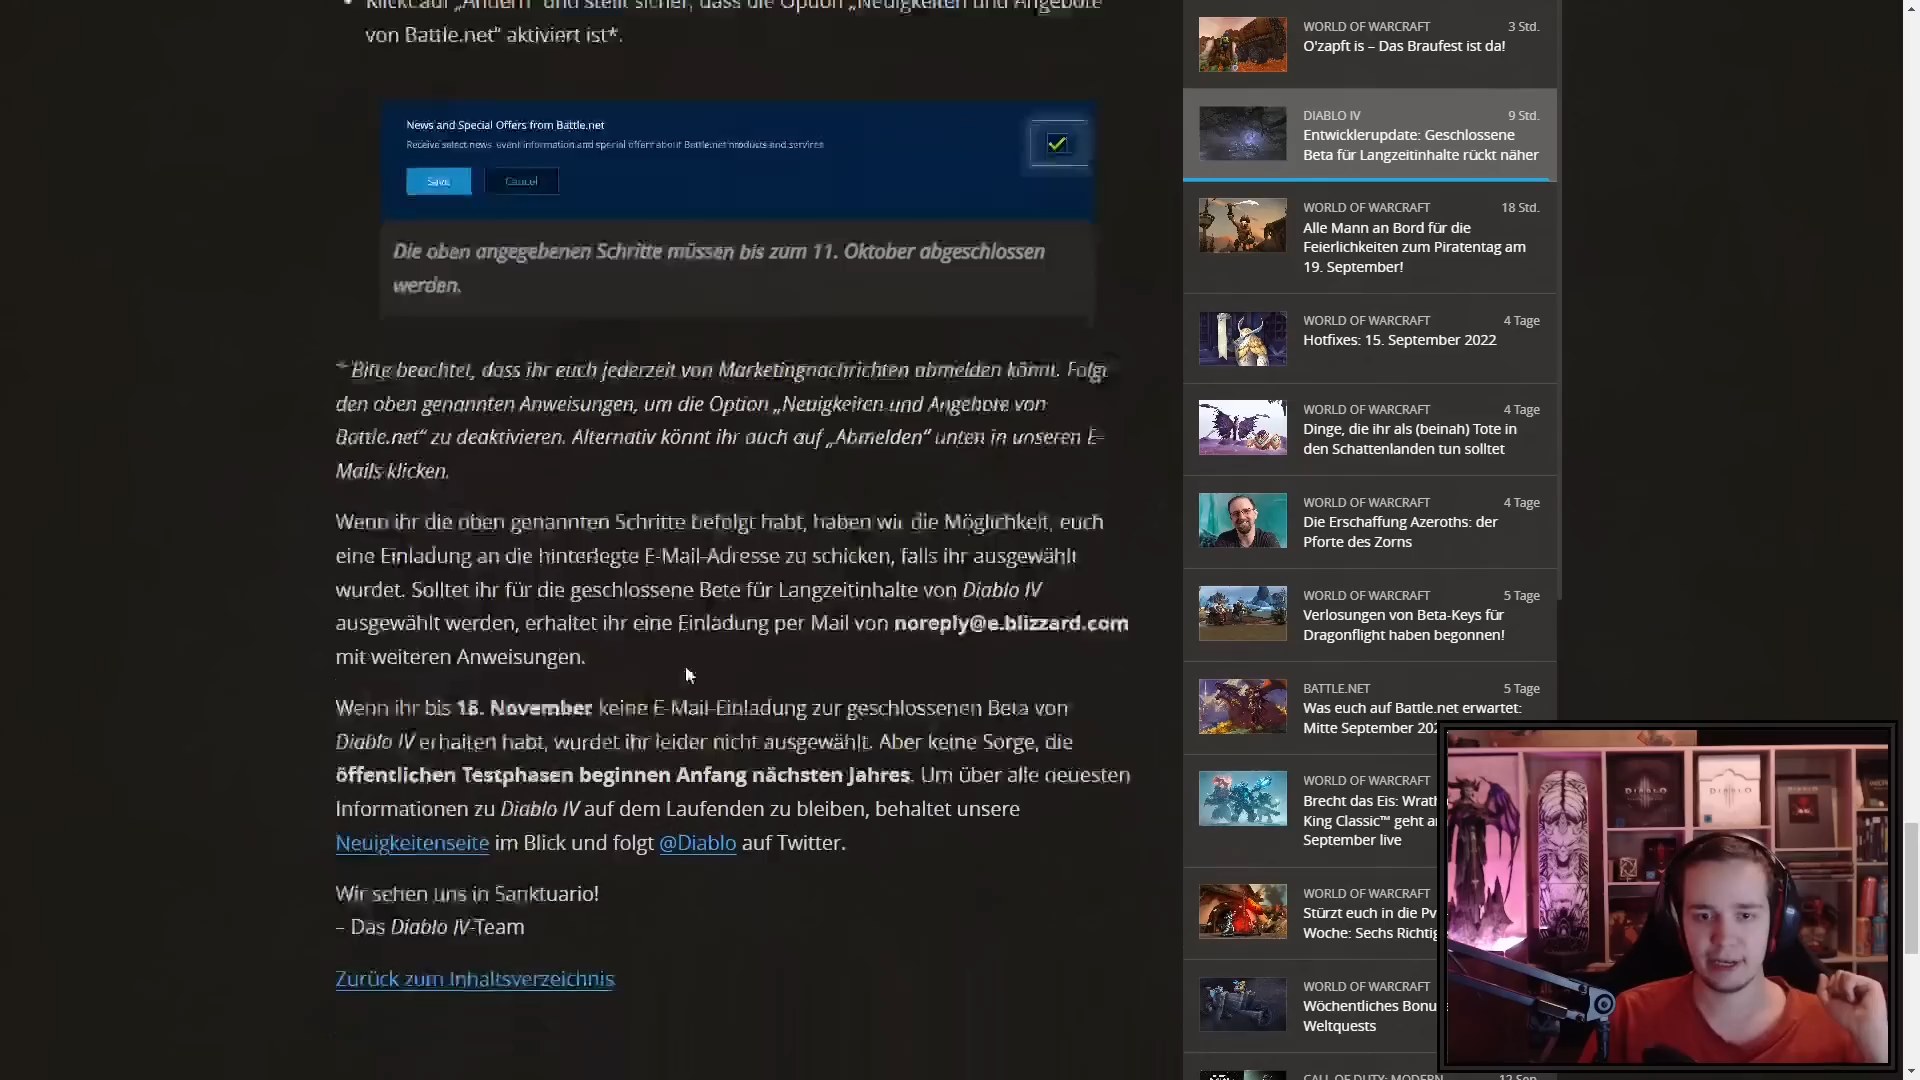 Klickt auf „Ändern“ und stellt sicher, dass die Option „Neuigkeiten und Angebote
von Battle.net“ aktiviert ist*.
News and Special Offers from Battle.net
Receive select news, event information and special offers about Battle.net products and services
Save
Cancel
Die oben angegebenen Schritte müssen bis zum 11. Oktober abgeschlossen
werden.
* Bitte beachtet, dass ihr euch jederzeit von Marketingnachrichten abmelden könnt. Folgt
den oben genannten Anweisungen, um die Option „Neuigkeiten und Angebote von
Battle.net“ zu deaktivieren. Alternativ könnt ihr auch auf „Abmelden“ unten in unseren E-
Mails klicken.
Wenn ihr die oben genannten Schritte befolgt habt, haben wir die Möglichkeit, euch
eine Einladung an die hinterlegte E-Mail-Adresse zu schicken, falls ihr ausgewählt
wurdet. Solltet ihr für die geschlossene Bete für Langzeitinhalte von Diablo IV
ausgewählt werden, erhaltet ihr eine Einladung per Mail von noreply@e.blizzard.com
mit weiteren Anweisungen.
Wenn ihr bis 18. November keine E-Mail-Einladung zur geschlossenen Beta von
Diablo IV erhalten habt, wurdet ihr leider nicht ausgewählt. Aber keine Sorge, die
öffentlichen Testphasen beginnen Anfang nächsten Jahres. Um über alle neuesten
Informationen zu Diablo IV auf dem Laufenden zu bleiben, behaltet unsere
Neuigkeitenseite im Blick und folgt @Diablo auf Twitter.
Wir sehen uns in Sanktuario!
– Das Diablo IV-Team
Zurück zum Inhaltsverzeichnis
WORLD OF WARCRAFT 3 Std.
O'zapft is – Das Braufest ist da!
DIABLO IV 9 Std.
Entwicklerupdate: Geschlossene
Beta für Langzeitinhalte rückt näher
WORLD OF WARCRAFT 18 Std.
Alle Mann an Bord für die
Feierlichkeiten zum Piratentag am
19. September!
WORLD OF WARCRAFT 4 Tage
Hotfixes: 15. September 2022
WORLD OF WARCRAFT 4 Tage
Dinge, die ihr als (beinah) Tote in
den Schattenlanden tun solltet
WORLD OF WARCRAFT 4 Tage
Die Erschaffung Azeroths: der
Pforte des Zorns
WORLD OF WARCRAFT 5 Tage
Verlosungen von Beta-Keys für
Dragonflight haben begonnen!
BATTLE.NET 5 Tage
Was euch auf Battle.net erwartet:
Mitte September 202
WORLD OF WARCRAFT
Brecht das Eis: Wrath
King Classic™ geht a
September live
WORLD OF WARCRAFT
Stürzt euch in die Pv
Woche: Sechs Richtig
WORLD OF WARCRAFT
Wöchentliches Bonu
Weltquests
CALL OF DUTY: MODERN 12 Sep.
DIABLO